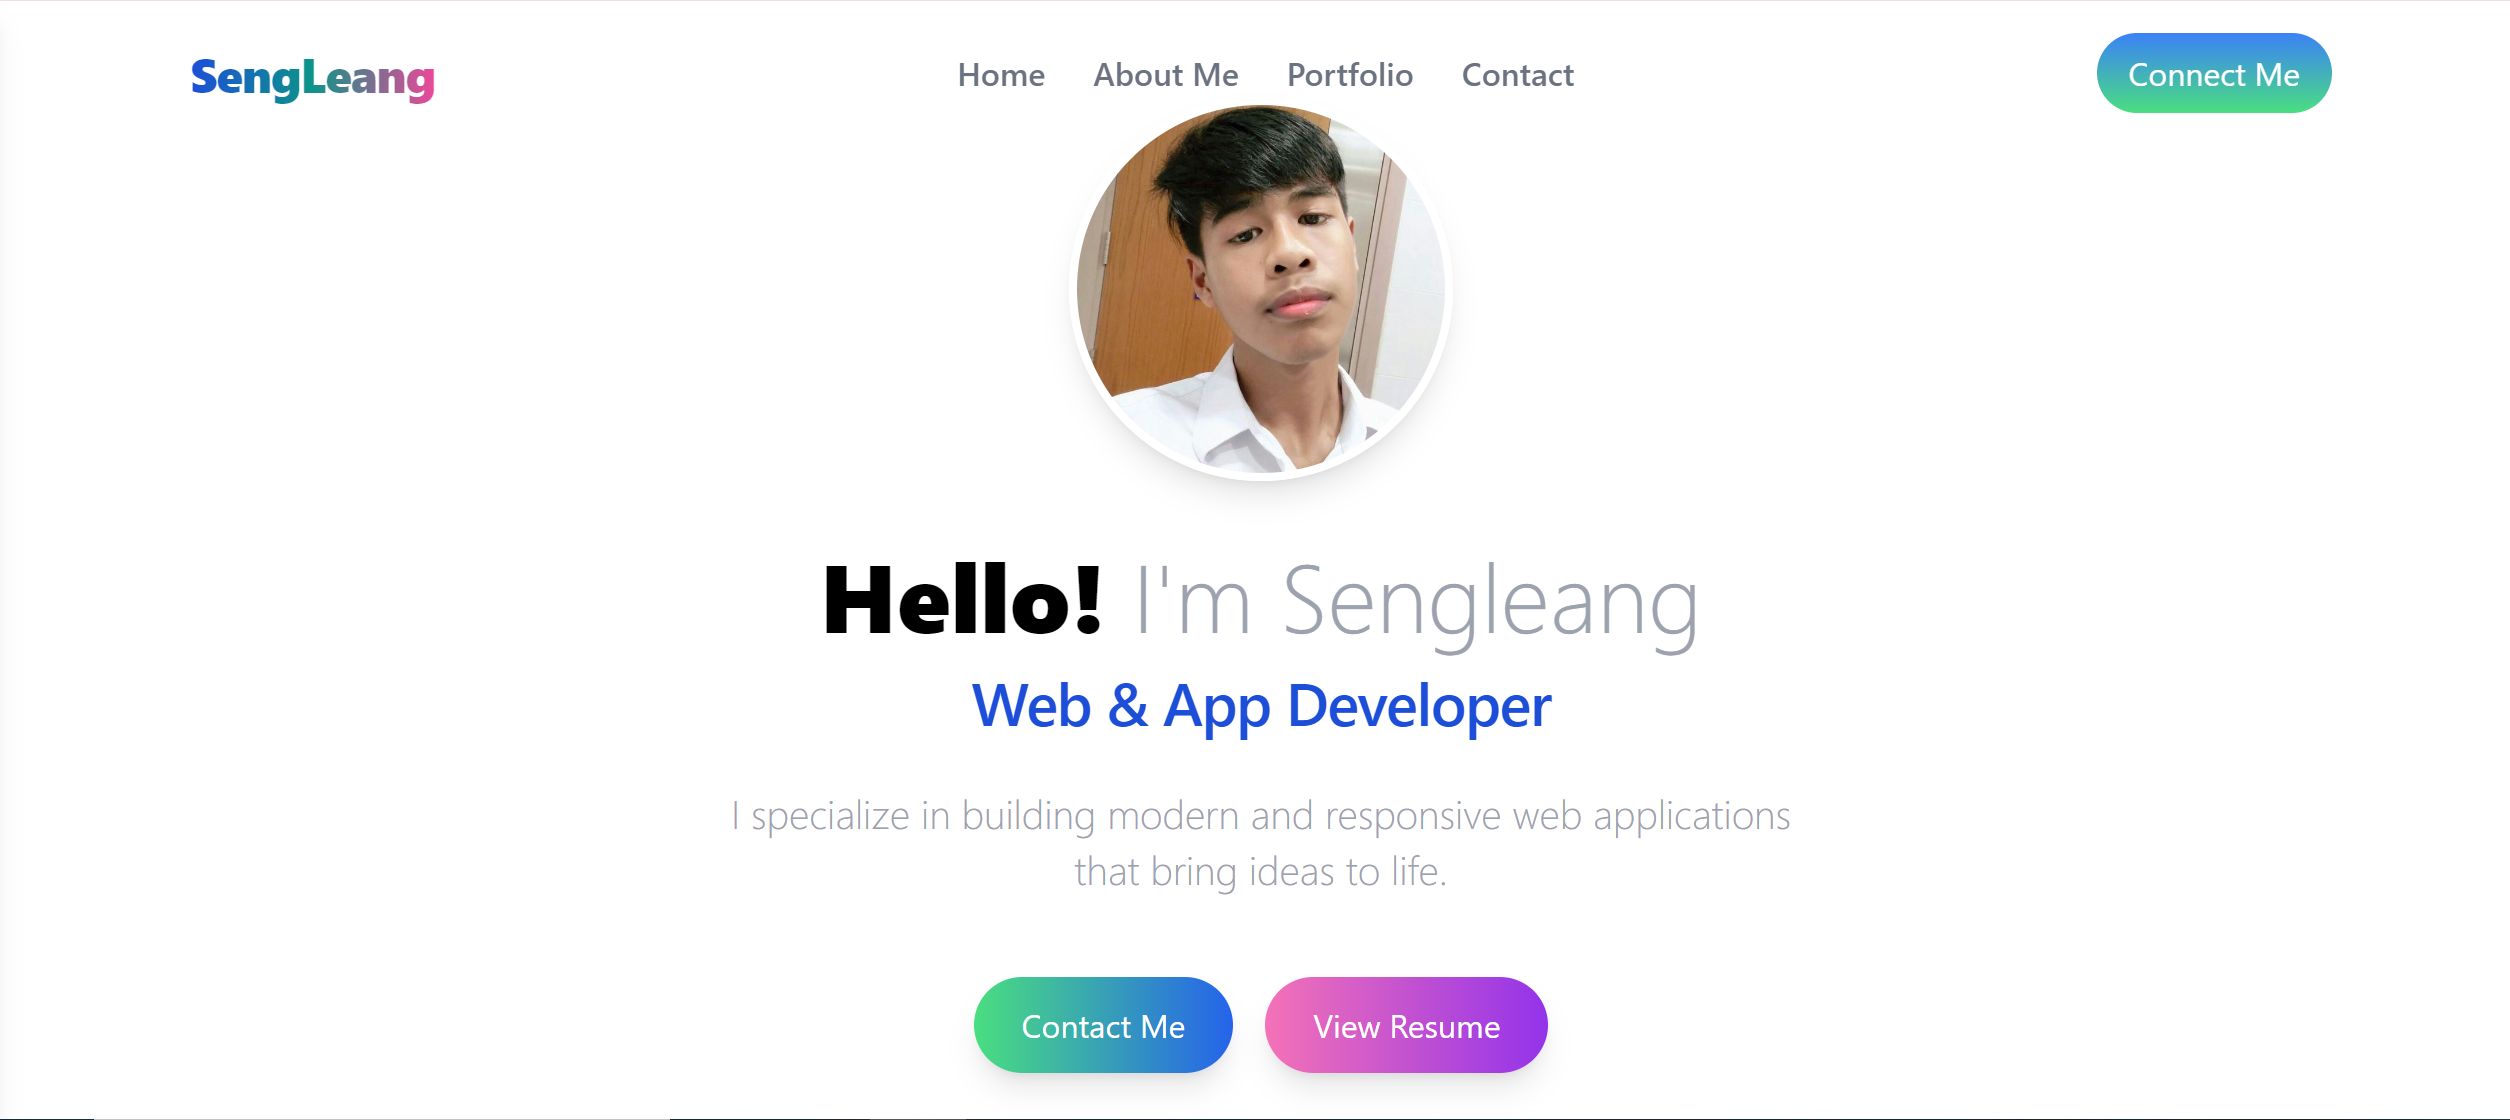 SengLeang
Home About Me Portfolio Contact
Connect Me
Hello! I'm Sengleang
Web & App Developer
I specialize in building modern and responsive web applications
that bring ideas to life.
Contact Me
View Resume